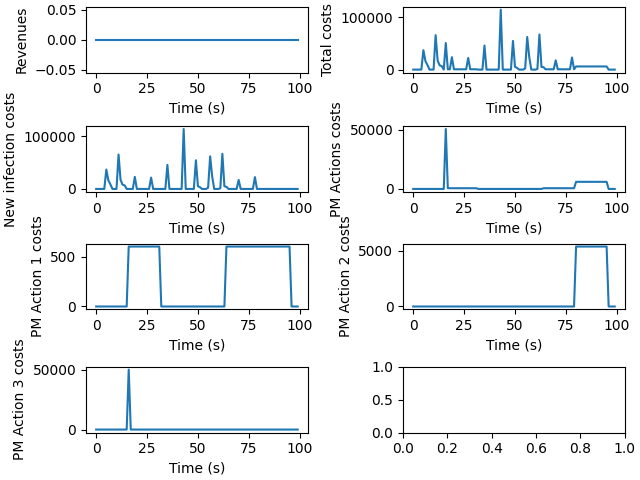 Revenues
0.05
0.00
−0.05
0 25 50 75 100
Time (s)
Total costs
100000
0
0 25 50 75 100
Time (s)
New infection costs
100000
0
0 25 50 75 100
Time (s)
PM Actions costs
50000
0
0 25 50 75 100
Time (s)
PM Action 1 costs
500
0
0 25 50 75 100
Time (s)
PM Action 2 costs
5000
0
0 25 50 75 100
Time (s)
PM Action 3 costs
50000
0
0 25 50 75 100
Time (s)
1.0
0.5
0.0
0.0 0.2 0.4 0.6 0.8 1.0